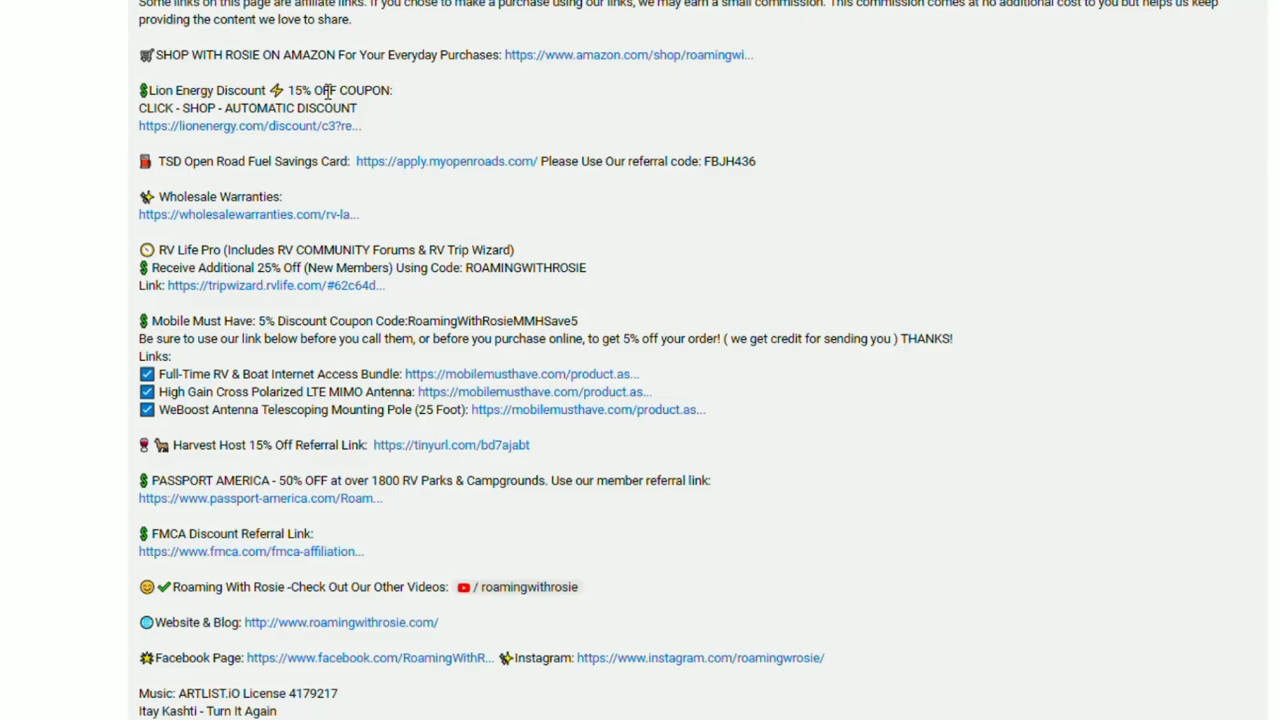 Some links on this page are affiliate links. If you chose to make a purchase using our links, we may earn a small commission. This commission comes at no additional cost to you but helps us keep
providing the content we love to share.
SHOP WITH ROSIE ON AMAZON For Your Everyday Purchases: https://www.amazon.com/shop/roamingwi...
Lion Energy Discount ⚡ 15% OFF COUPON:
CLICK - SHOP - AUTOMATIC DISCOUNT
https://lionenergy.com/discount/c3?re...
TSD Open Road Fuel Savings Card: https://apply.myopenroads.com/ Please Use Our referral code: FBJH436
Wholesale Warranties:
https://wholesalewarranties.com/rv-la...
RV Life Pro (Includes RV COMMUNITY Forums & RV Trip Wizard)
💲Receive Additional 25% Off (New Members) Using Code: ROAMINGWITHROSIE
Link: https://tripwizard.rvlife.com/#62c64d...
💲Mobile Must Have: 5% Discount Coupon Code:RoamingWithRosieMMHSave5
Be sure to use our link below before you call them, or before you purchase online, to get 5% off your order! ( we get credit for sending you ) THANKS!
Links:
☑ Full-Time RV & Boat Internet Access Bundle: https://mobilemusthave.com/product.as...
☑ High Gain Cross Polarized LTE MIMO Antenna: https://mobilemusthave.com/product.as...
☑ WeBoost Antenna Telescoping Mounting Pole (25 Foot): https://mobilemusthave.com/product.as...
Harvest Host 15% Off Referral Link: https://tinyurl.com/bd7ajabt
💲PASSPORT AMERICA - 50% OFF at over 1800 RV Parks & Campgrounds. Use our member referral link:
https://www.passport-america.com/Roam...
💲FMCA Discount Referral Link:
https://www.fmca.com/fmca-affiliation...
Roaming With Rosie -Check Out Our Other Videos: / roamingwithrosie
Website & Blog: http://www.roamingwithrosie.com/
Facebook Page: https://www.facebook.com/RoamingWithR... Instagram: https://www.instagram.com/roamingwrosie/
Music: ARTLIST.iO License 4179217
Itay Kashti - Turn It Again